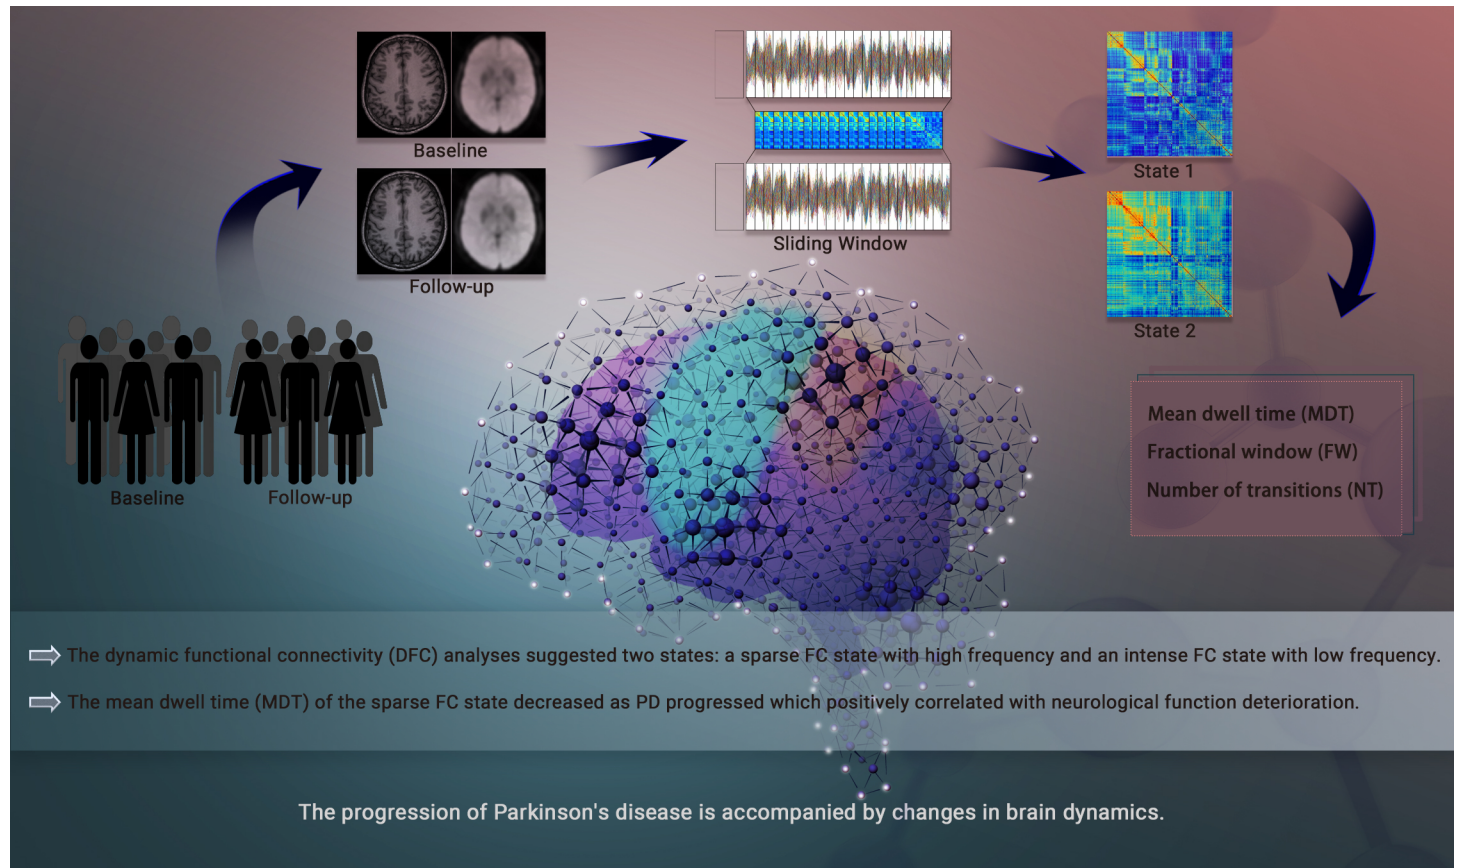 Baseline
Follow-up
Sliding Window
State 1
State 2
Baseline
Follow-up
Mean dwell time (MDT)
Fractional window (FW)
Number of transitions (NT)
The dynamic functional connectivity (DFC) analyses suggested two states: a sparse FC state with high frequency and an intense FC state with low frequency.
The mean dwell time (MDT) of the sparse FC state decreased as PD progressed which positively correlated with neurological function deterioration.
The progression of Parkinson's disease is accompanied by changes in brain dynamics.